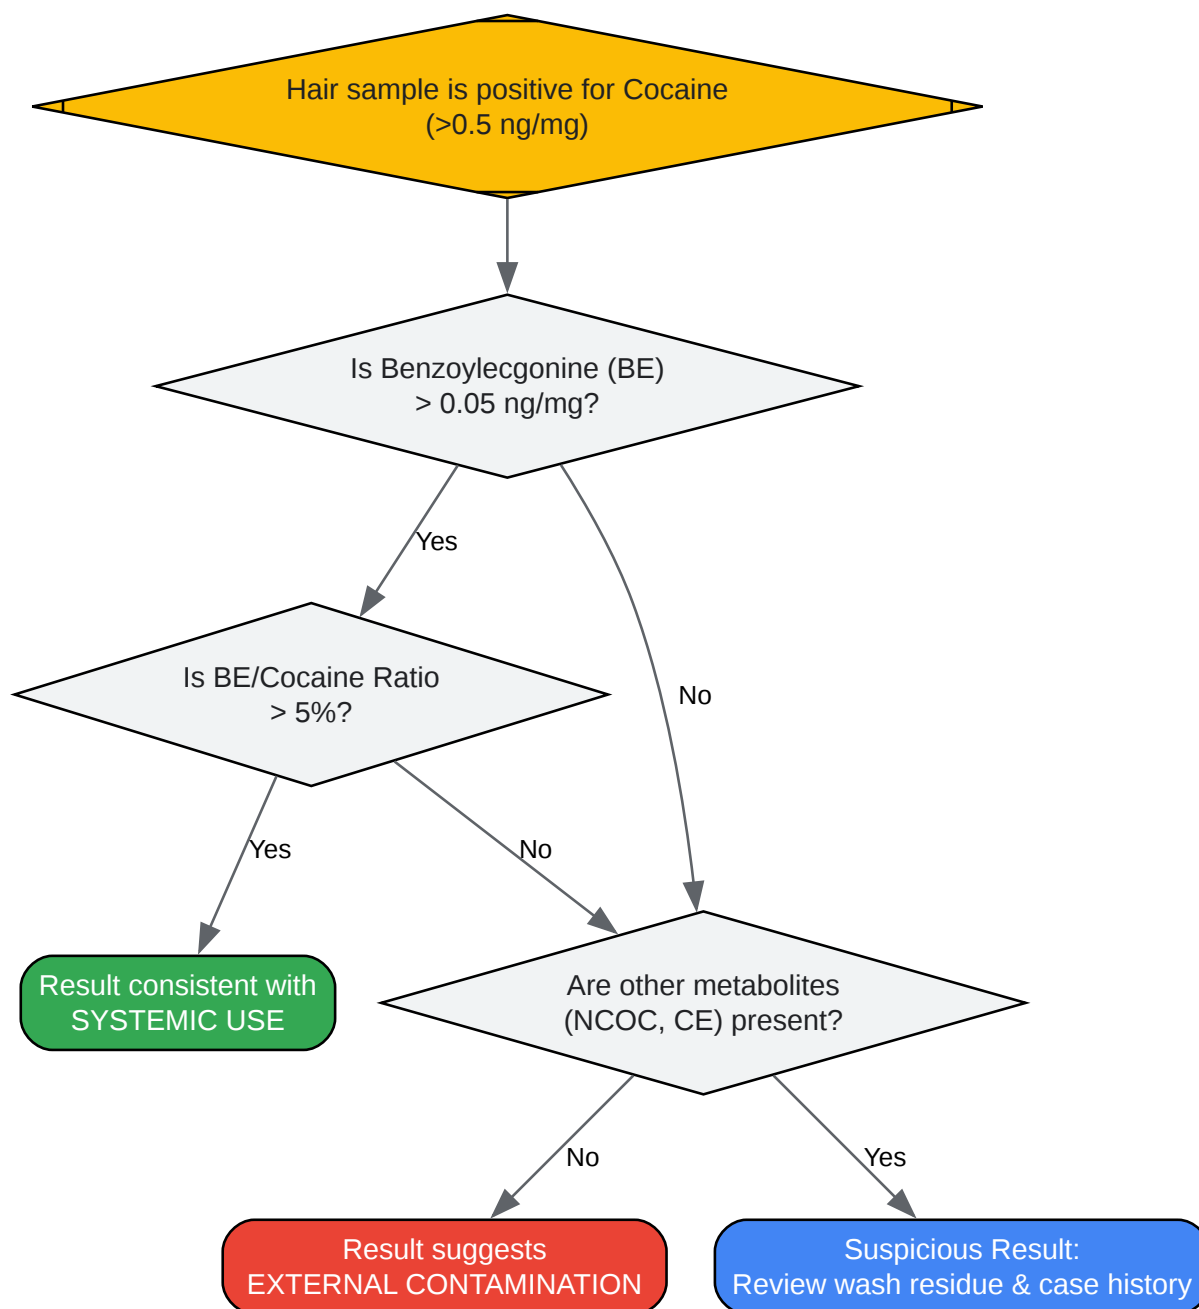 Hair sample is positive for Cocaine
(>0.5 ng/mg)
Is Benzoylecgonine (BE)
> 0.05 ng/mg?
Yes
No
Is BE/Cocaine Ratio
> 5%?
Yes
No
Result consistent with
SYSTEMIC USE
Are other metabolites
(NCOC, CE) present?
No
Yes
Result suggests
EXTERNAL CONTAMINATION
Suspicious Result:
Review wash residue & case history